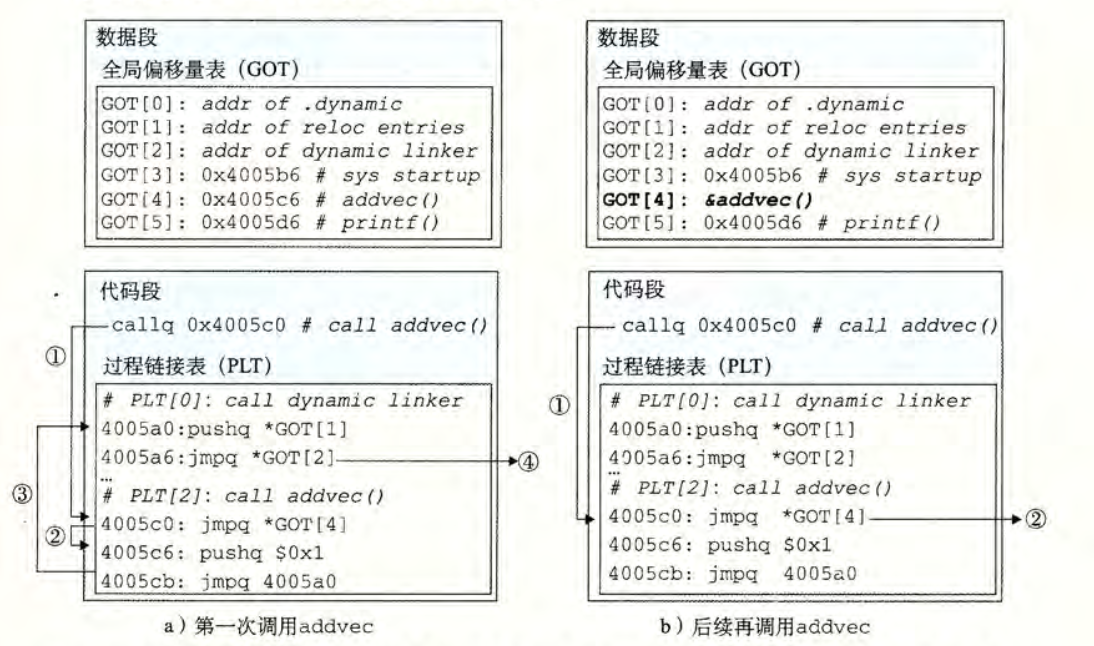 数据段
全局偏移量表（GOT）
GOT[0]: addr of .dynamic
GOT[1]: addr of reloc entries
GOT[2]: addr of dynamic linker
GOT[3]: 0x4005b6 # sys startup
GOT[4]: 0x4005c6 # addvec()
GOT[5]: 0x4005d6 # printf()
代码段
callq 0x4005c0 # call addvec()
①
过程链接表（PLT）
# PLT[0]: call dynamic linker
4005a0:pushq *GOT[1]
4005a6:jmpq *GOT[2]
④
…
③
# PLT[2]: call addvec()
4005c0: jmpq *GOT[4]
②
4005c6: pushq $0x1
4005cb: jmpq 4005a0
a）第一次调用addvec
数据段
全局偏移量表（GOT）
GOT[0]: addr of .dynamic
GOT[1]: addr of reloc entries
GOT[2]: addr of dynamic linker
GOT[3]: 0x4005b6 # sys startup
GOT[4]: &addvec()
GOT[5]: 0x4005d6 # printf()
代码段
callq 0x4005c0 # call addvec()
过程链接表（PLT）
①
# PLT[0]: call dynamic linker
4005a0:pushq *GOT[1]
4005a6:jmpq *GOT[2]
…
# PLT[2]: call addvec()
4005c0: jmpq *GOT[4]
②
4005c6: pushq $0x1
4005cb: jmpq 4005a0
b）后续再调用addvec